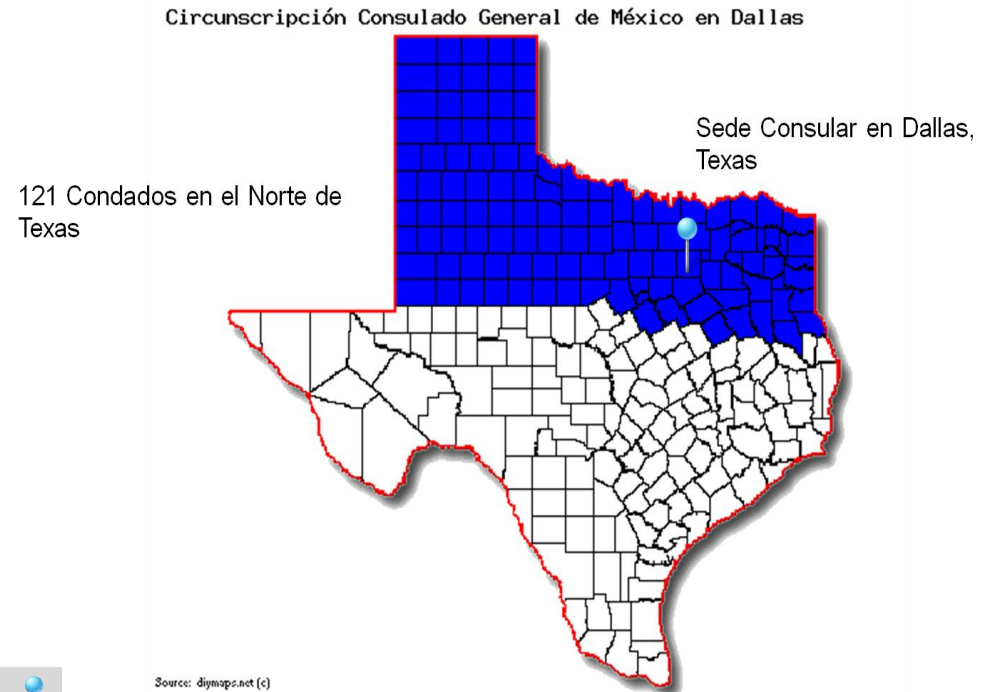 Circunscripción Consulado General de México en Dallas
Sede Consular en Dallas,
Texas
121 Condados en el Norte de
Texas
Source: diymaps.net (c)